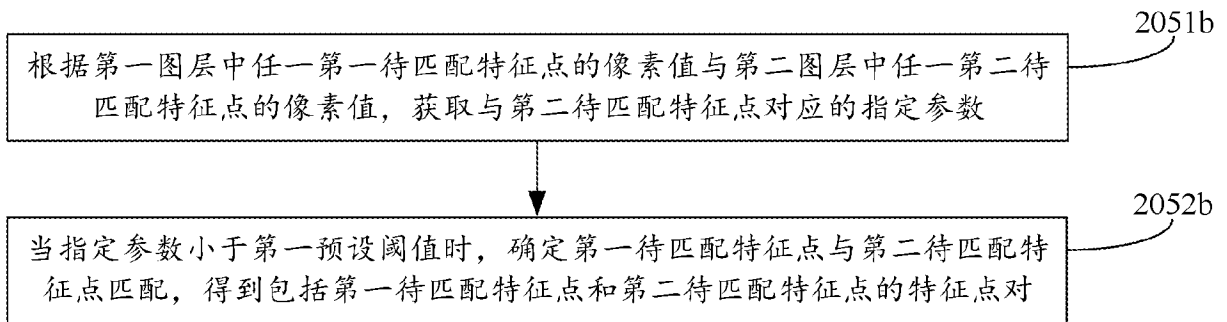 2051b
根据第一图层中任一第一待匹配特征点的像素值与第二图层中任一第二待
匹配特征点的像素值，获取与第二待匹配特征点对应的指定参数
2052b
当指定参数小于第一预设阈值时，确定第一待匹配特征点与第二待匹配特
征点匹配，得到包括第一待匹配特征点和第二待匹配特征点的特征点对